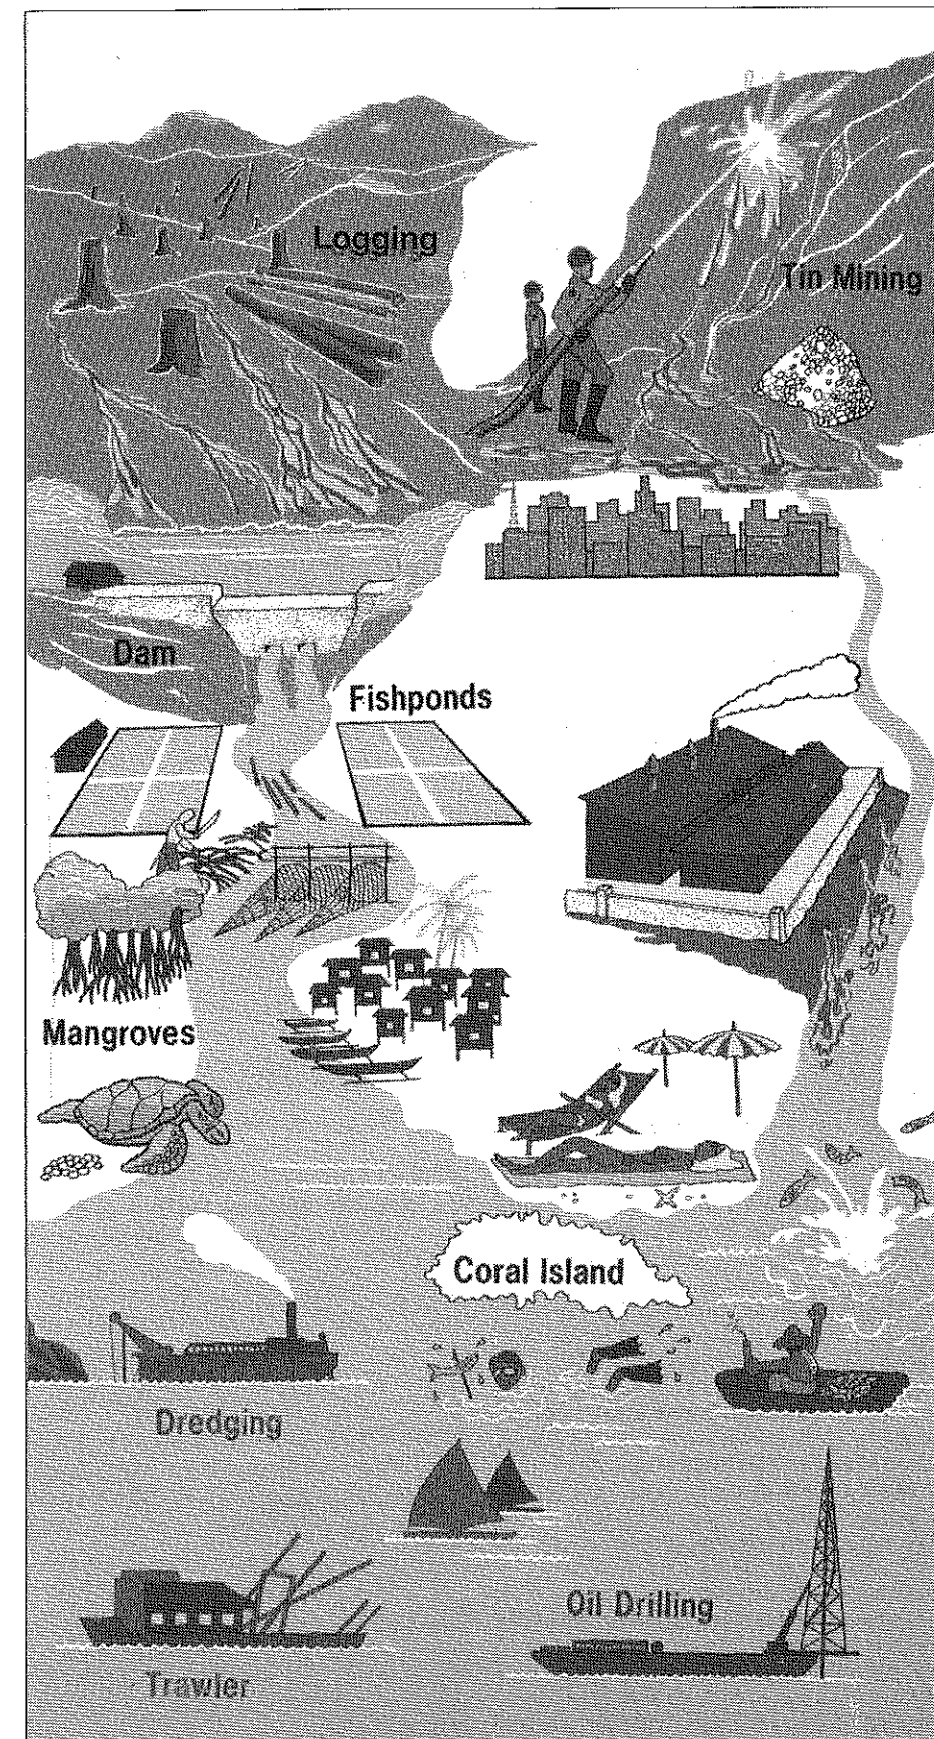 Logging
Tin Mining
Dam
Fishponds
Mangroves
Coral Island
Dredging
Oil Drilling
Trawler